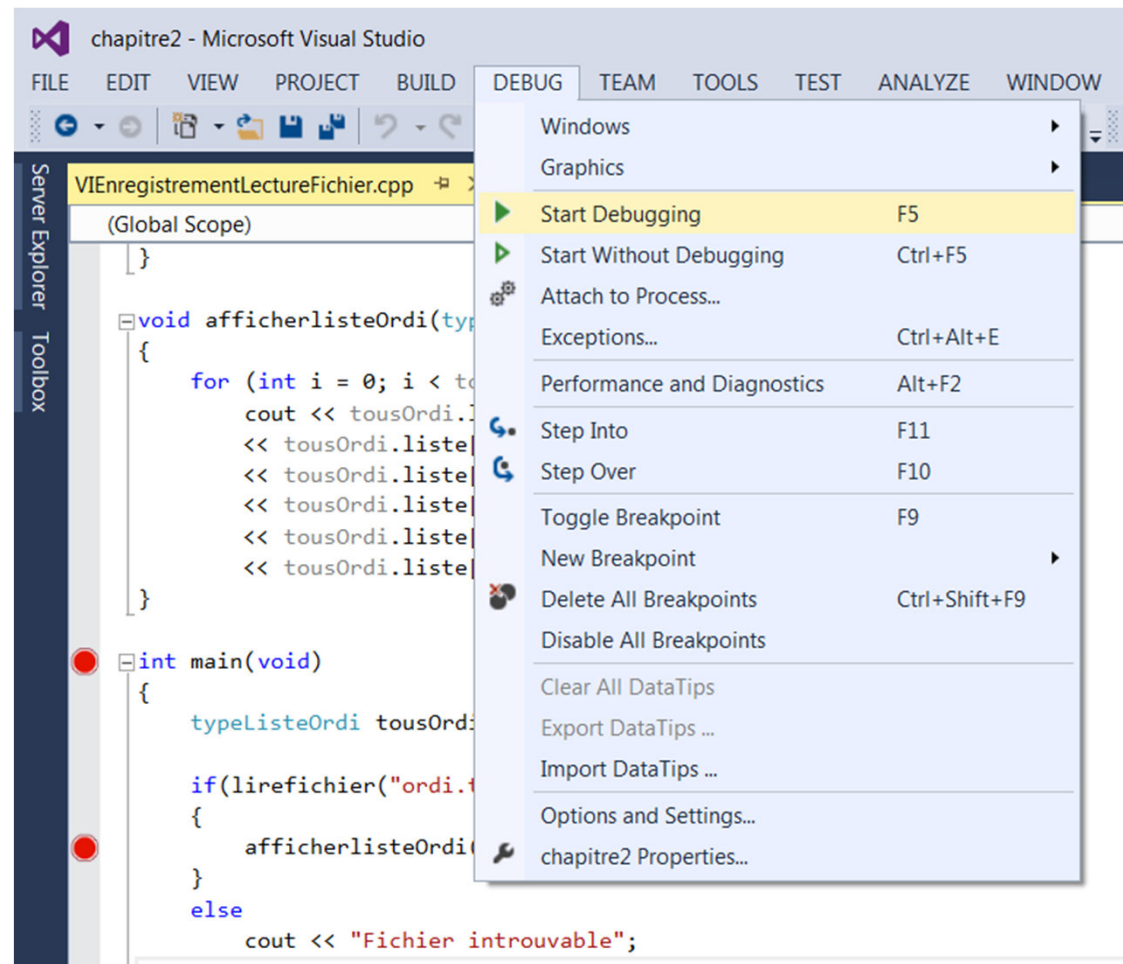 chapitre2 - Microsoft Visual Studio
FILE EDIT VIEW PROJECT BUILD DEBUG TEAM TOOLS TEST ANALYZE WINDOW
Server Explorer
Toolbox
VIEnregistrementLectureFichier.cpp
(Global Scope)
}
void afficherlisteOrdi(
{
for (int i = 0; i <
cout << tousOrdi.
<< tousOrdi.liste[
<< tousOrdi.liste[
<< tousOrdi.liste[
<< tousOrdi.liste[
<< tousOrdi.liste[
}
int main(void)
{
typeListeOrdi tousOrdi
if(lirefichier("ordi.
{
afficherlisteOrdi(
}
else
cout << "Fichier introuvable";
Windows
Graphics
Start Debugging F5
Start Without Debugging Ctrl+F5
Attach to Process...
Exceptions... Ctrl+Alt+E
Performance and Diagnostics Alt+F2
Step Into F11
Step Over F10
Toggle Breakpoint F9
New Breakpoint
Delete All Breakpoints Ctrl+Shift+F9
Disable All Breakpoints
Clear All DataTips
Export DataTips ...
Import DataTips ...
Options and Settings...
chapitre2 Properties...